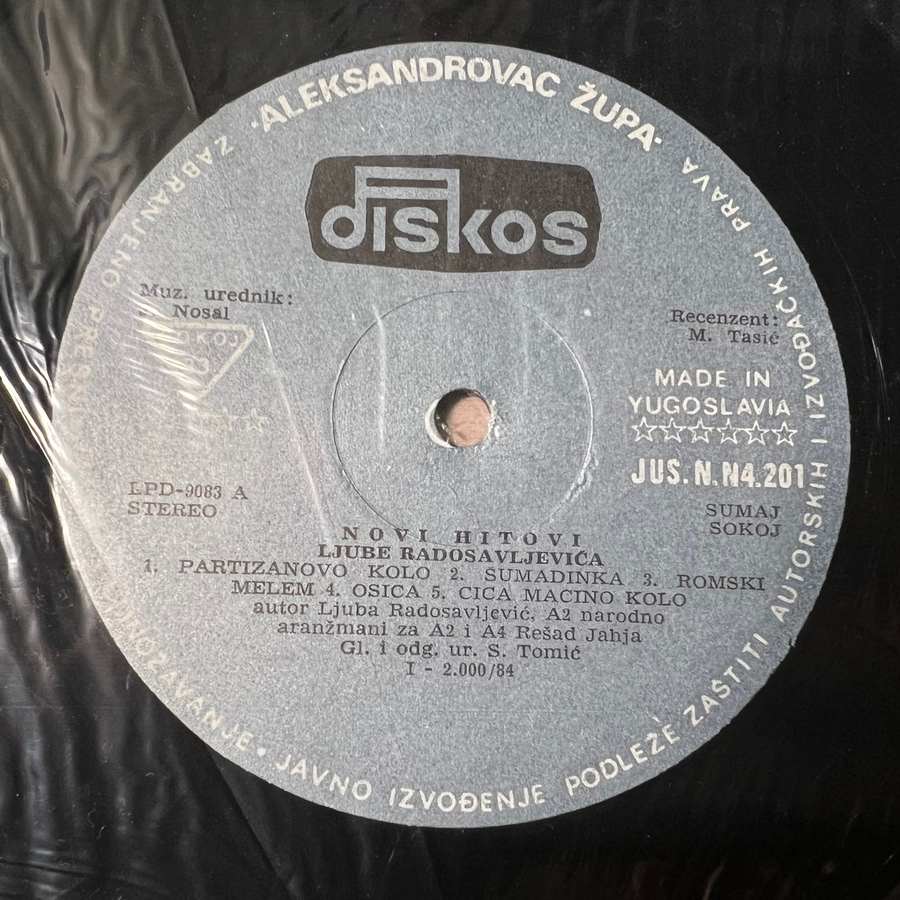 ·ALEKSANDROVAC ŽUPA·
diskos
Muz. urednik:
Nosal
Recenzent:
M. Tasić
SOKOJ
MADE IN
YUGOSLAVIA
JUS. N.N4.201
LPD-9083 A
STEREO
SUMAJ
SOKOJ
NOVI HITOVI
LJUBE RADOSAVLJEVIĆA
1. PARTIZANOVO KOLO 2. SUMADINKA 3. ROMSKI
MELEM 4. OSICA 5. CICA MACINO KOLO
autor Ljuba Radosavljević, A2 narodno
aranžmani za A2 i A4 Rešad Jahja
Gl. i odg. ur. S. Tomić
I - 2.000/84
ZABRANJENO
JAVNO IZVOĐENJE PODLEŽE ZAŠTITI AUTORSKIH I IZVOĐAČKIH PRAVA